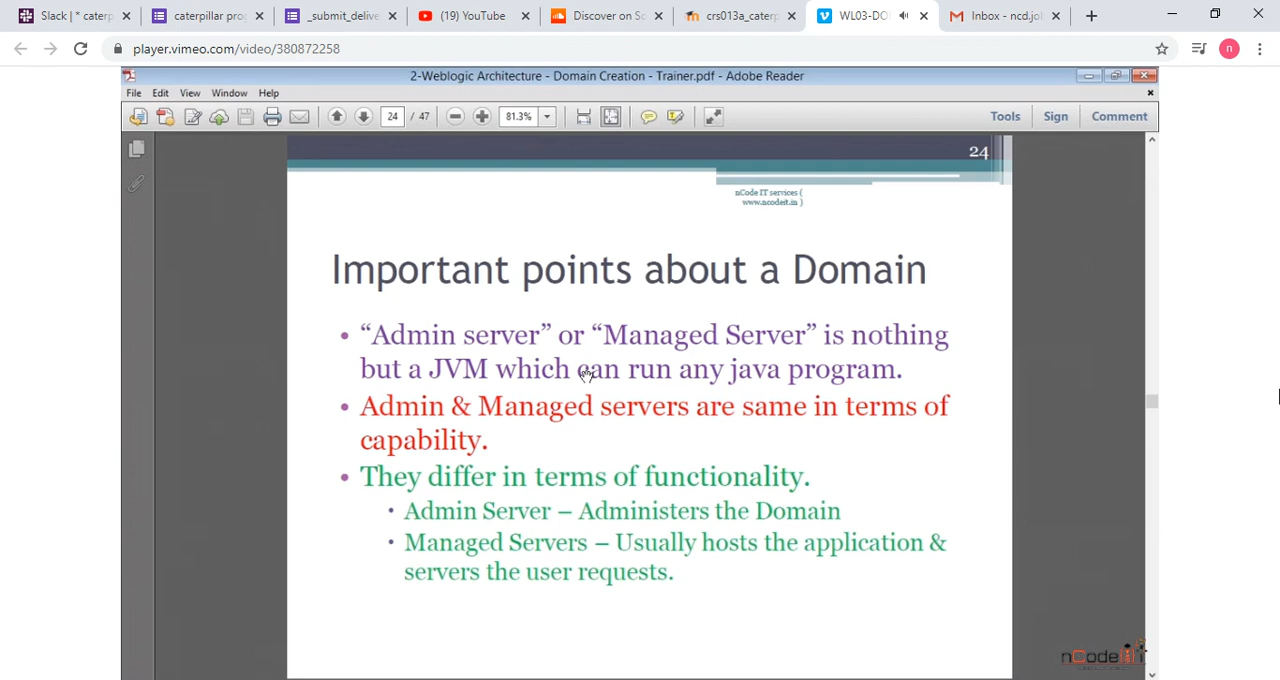 Slack | * caterp
caterpillar pro
_submit_delive
(19) YouTube
Discover on So
crs013a_caterp
WL03-DO
Inbox - ncd.jo
player.vimeo.com/video/380872258
n
2-Weblogic Architecture - Domain Creation - Trainer.pdf - Adobe Reader
File Edit View Window Help
24 / 47
81.3%
Tools Sign Comment
24
nCode IT services (
www.ncodeit.in )
Important points about a Domain
• “Admin server” or “Managed Server” is nothing
but a JVM which can run any java program.
• Admin & Managed servers are same in terms of
capability.
• They differ in terms of functionality.
• Admin Server – Administers the Domain
• Managed Servers – Usually hosts the application &
servers the user requests.
nCodeIT